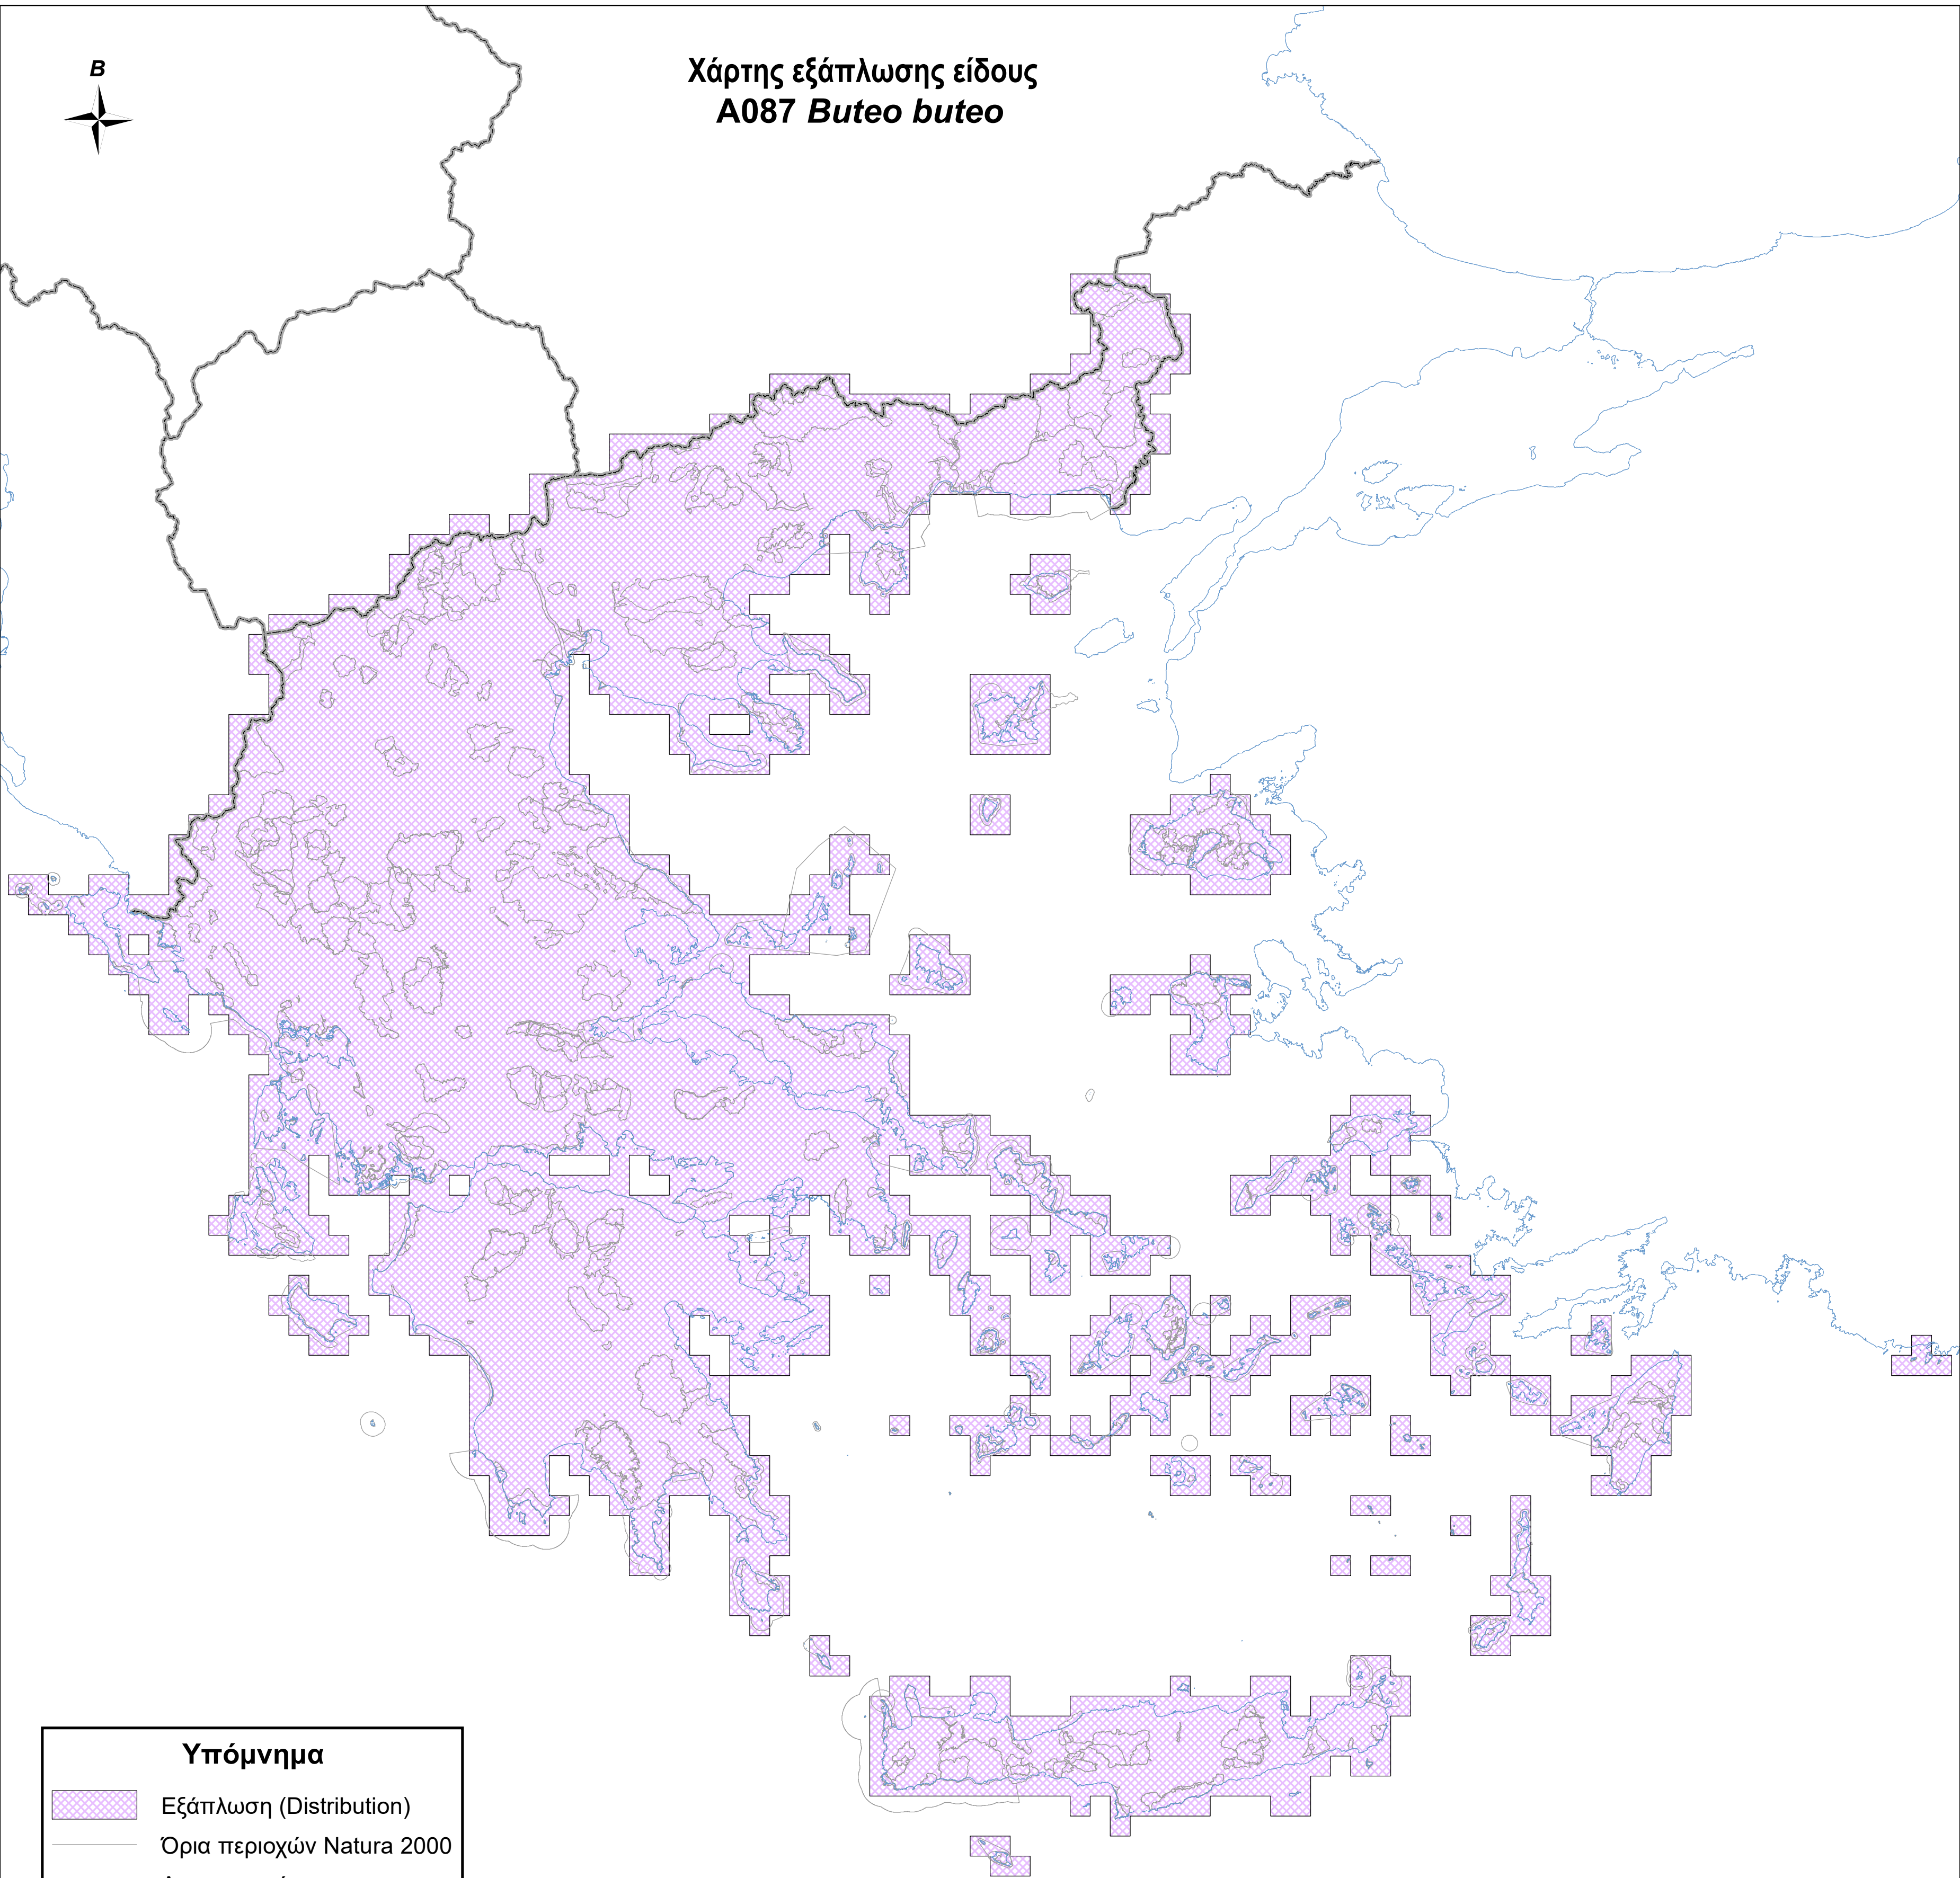 B
Χάρτης εξάπλωσης είδους
A087 Buteo buteo
Υπόμνημα
Εξάπλωση (Distribution)
Όρια περιοχών Natura 2000